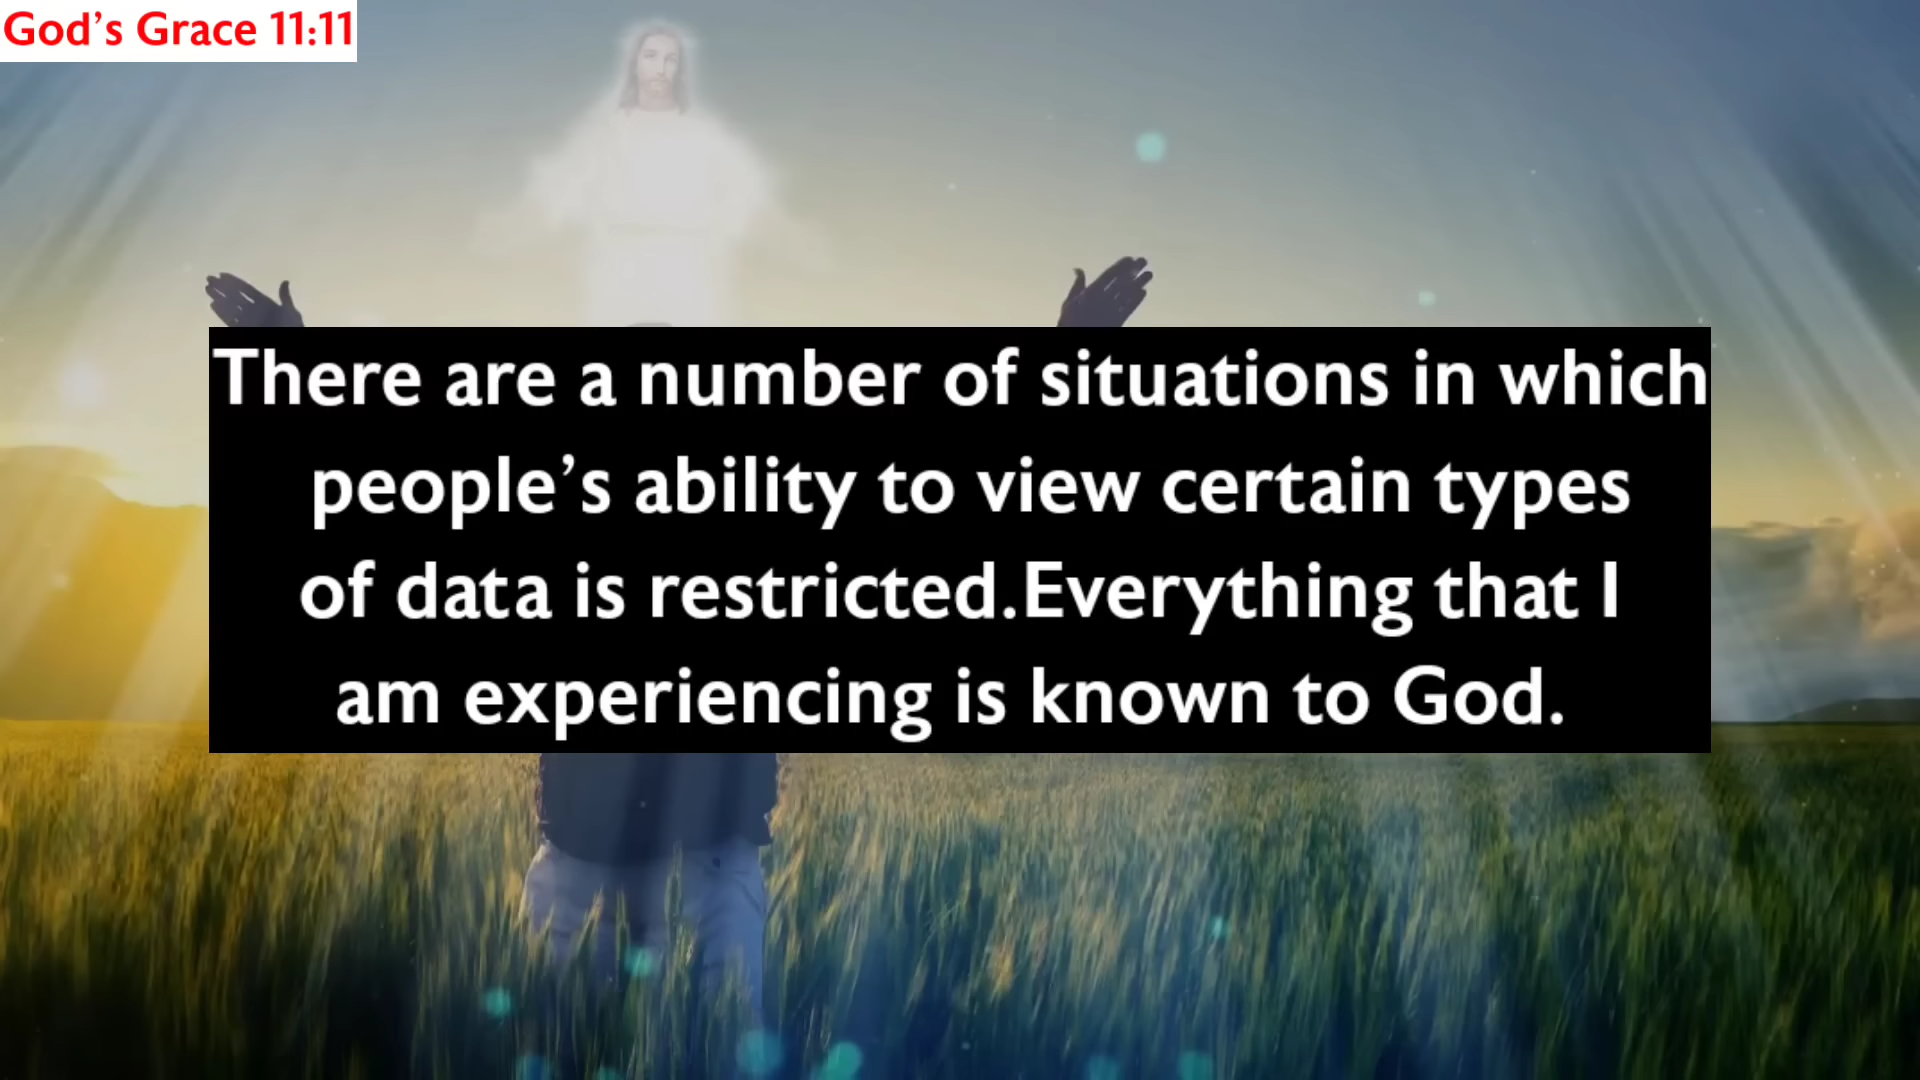 God’s Grace 11:11
There are a number of situations in which
people’s ability to view certain types
of data is restricted.Everything that I
am experiencing is known to God.